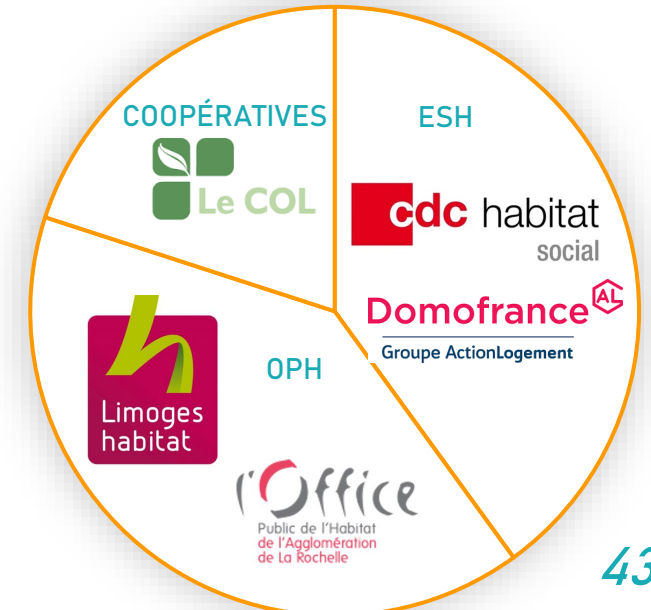 COOPÉRATIVES
Le COL
ESH
cdc habitat
social
Domofrance AL
Groupe ActionLogement
OPH
Limoges
habitat
l'Office
Public de l'Habitat
de l'Agglomération
de La Rochelle
43